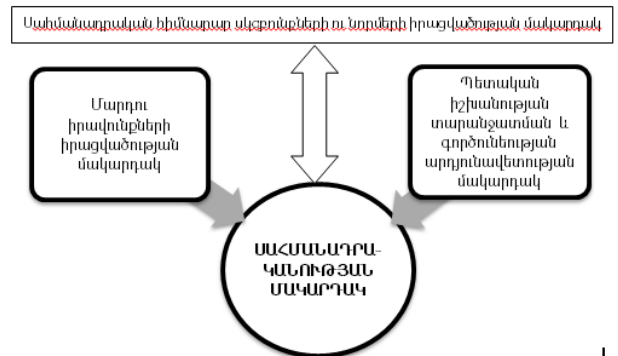 Սահմանադրական հիմնարար սկզբունքների ու նորմերի իրացվածության մակարդակ
Մարդու
իրավունքների
իրացվածության
մակարդակ
Պետական
իշխանության
տարանջատման և
գործունեության
արդյունավետության
մակարդակ
ՍԱՀՄԱՆԱԴՐԱ-
ԿԱՆՈՒԹՅԱՆ
ՄԱԿԱՐԴԱԿ